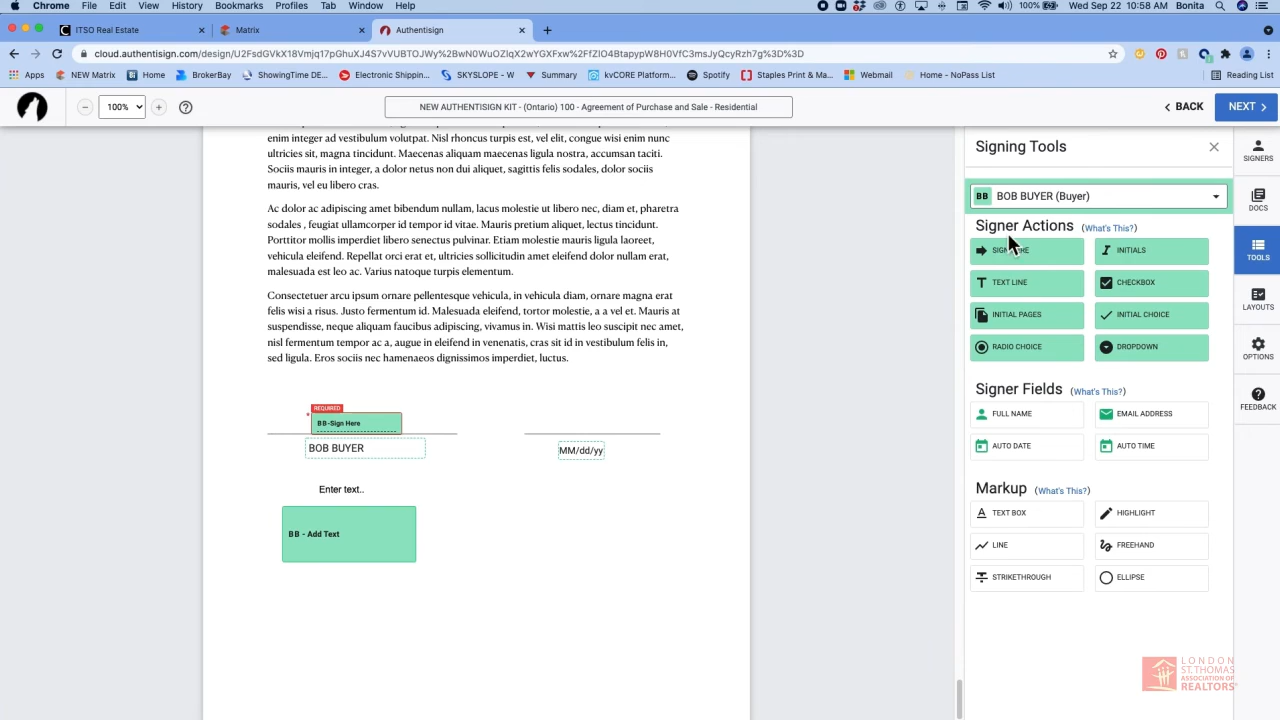 Chrome File Edit View History Bookmarks Profiles Tab Window Help 100% Wed Sep 22 10:58 AM Bonita
ITSO Real Estate Matrix Authentisign
cloud.authentisign.com/design/U2FsdGVkX18Vmjq17pGhuXJ4S7vVUBTOJWy%2BwN0WuOZIqX2wYGXFxw%2FfZIO4BtapypW8H0VfC3msJyQcyRzh7g%3D%3D
Apps NEW Matrix Home BrokerBay ShowingTime DE... Electronic Shippin... SKYSLOPE - W Summary kvCORE Platform... Spotify Staples Print & Ma... Webmail Home - NoPass List Reading List
100% NEW AUTHENTISIGN KIT - (Ontario) 100 - Agreement of Purchase and Sale - Residential BACK NEXT
enim integer ad vestibulum volutpat. Nisl rhoncus turpis est, vel elit, congue wisi enim nunc
ultricies sit, magna tincidunt. Maecenas aliquam maecenas ligula nostra, accumsan taciti.
Sociis mauris in integer, a dolor netus non dui aliquet, sagittis felis sodales, dolor sociis
mauris, vel eu libero cras.
Ac dolor ac adipiscing amet bibendum nullam, lacus molestie ut libero nec, diam et, pharetra
sodales , feugiat ullamcorper id tempor id vitae. Mauris pretium aliquet, lectus tincidunt.
Porttitor mollis imperdiet libero senectus pulvinar. Etiam molestie mauris ligula laoreet,
vehicula eleifend. Repellat orci erat et, ultricies sollicitudin amet eleifend dolor nullam erat,
malesuada est leo ac. Varius natoque turpis elementum.
Consectetuer arcu ipsum ornare pellentesque vehicula, in vehicula diam, ornare magna erat
felis wisi a risus. Justo fermentum id. Malesuada eleifend, tortor molestie, a a vel et. Mauris at
suspendisse, neque aliquam faucibus adipiscing, vivamus in. Wisi mattis leo suscipit nec amet,
nisl fermentum tempor ac a, augue in eleifend in venenatis, cras sit id in vestibulum felis in,
sed ligula. Eros sociis nec hamenaeos dignissimos imperdiet, luctus.
REQUIRED
* BB-Sign Here
BOB BUYER MM/dd/yy
Enter text..
BB - Add Text
Signing Tools
BB BOB BUYER (Buyer)
Signer Actions (What's This?)
INITIALS
TEXT LINE CHECKBOX
INITIAL PAGES INITIAL CHOICE
RADIO CHOICE DROPDOWN
Signer Fields (What's This?)
FULL NAME EMAIL ADDRESS
AUTO DATE AUTO TIME
Markup (What's This?)
TEXT BOX HIGHLIGHT
LINE FREEHAND
STRIKETHROUGH ELLIPSE
SIGNERS
DOCS
TOOLS
LAYOUTS
OPTIONS
FEEDBACK
LONDON
ST. THOMAS
ASSOCIATION OF
REALTORS®